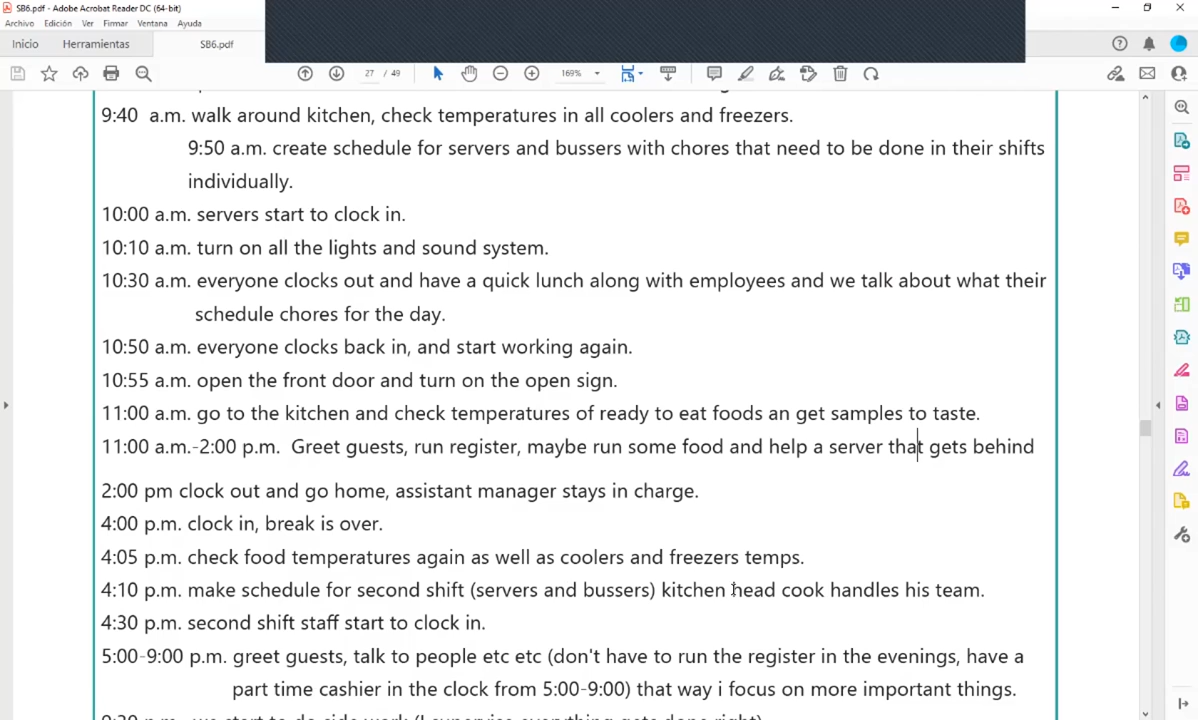 SB6.pdf - Adobe Acrobat Reader DC (64-bit)
Archivo Edición Ver Firmar Ventana Ayuda
Inicio Herramientas SB6.pdf
27 / 49 169%
9:40 a.m. walk around kitchen, check temperatures in all coolers and freezers.
9:50 a.m. create schedule for servers and bussers with chores that need to be done in their shifts
individually.
10:00 a.m. servers start to clock in.
10:10 a.m. turn on all the lights and sound system.
10:30 a.m. everyone clocks out and have a quick lunch along with employees and we talk about what their
schedule chores for the day.
10:50 a.m. everyone clocks back in, and start working again.
10:55 a.m. open the front door and turn on the open sign.
11:00 a.m. go to the kitchen and check temperatures of ready to eat foods an get samples to taste.
11:00 a.m.-2:00 p.m. Greet guests, run register, maybe run some food and help a server that gets behind
2:00 pm clock out and go home, assistant manager stays in charge.
4:00 p.m. clock in, break is over.
4:05 p.m. check food temperatures again as well as coolers and freezers temps.
4:10 p.m. make schedule for second shift (servers and bussers) kitchen head cook handles his team.
4:30 p.m. second shift staff start to clock in.
5:00-9:00 p.m. greet guests, talk to people etc etc (don't have to run the register in the evenings, have a
part time cashier in the clock from 5:00-9:00) that way i focus on more important things.
9:30 p.m. we start to do side work (I supervise everything gets done right)